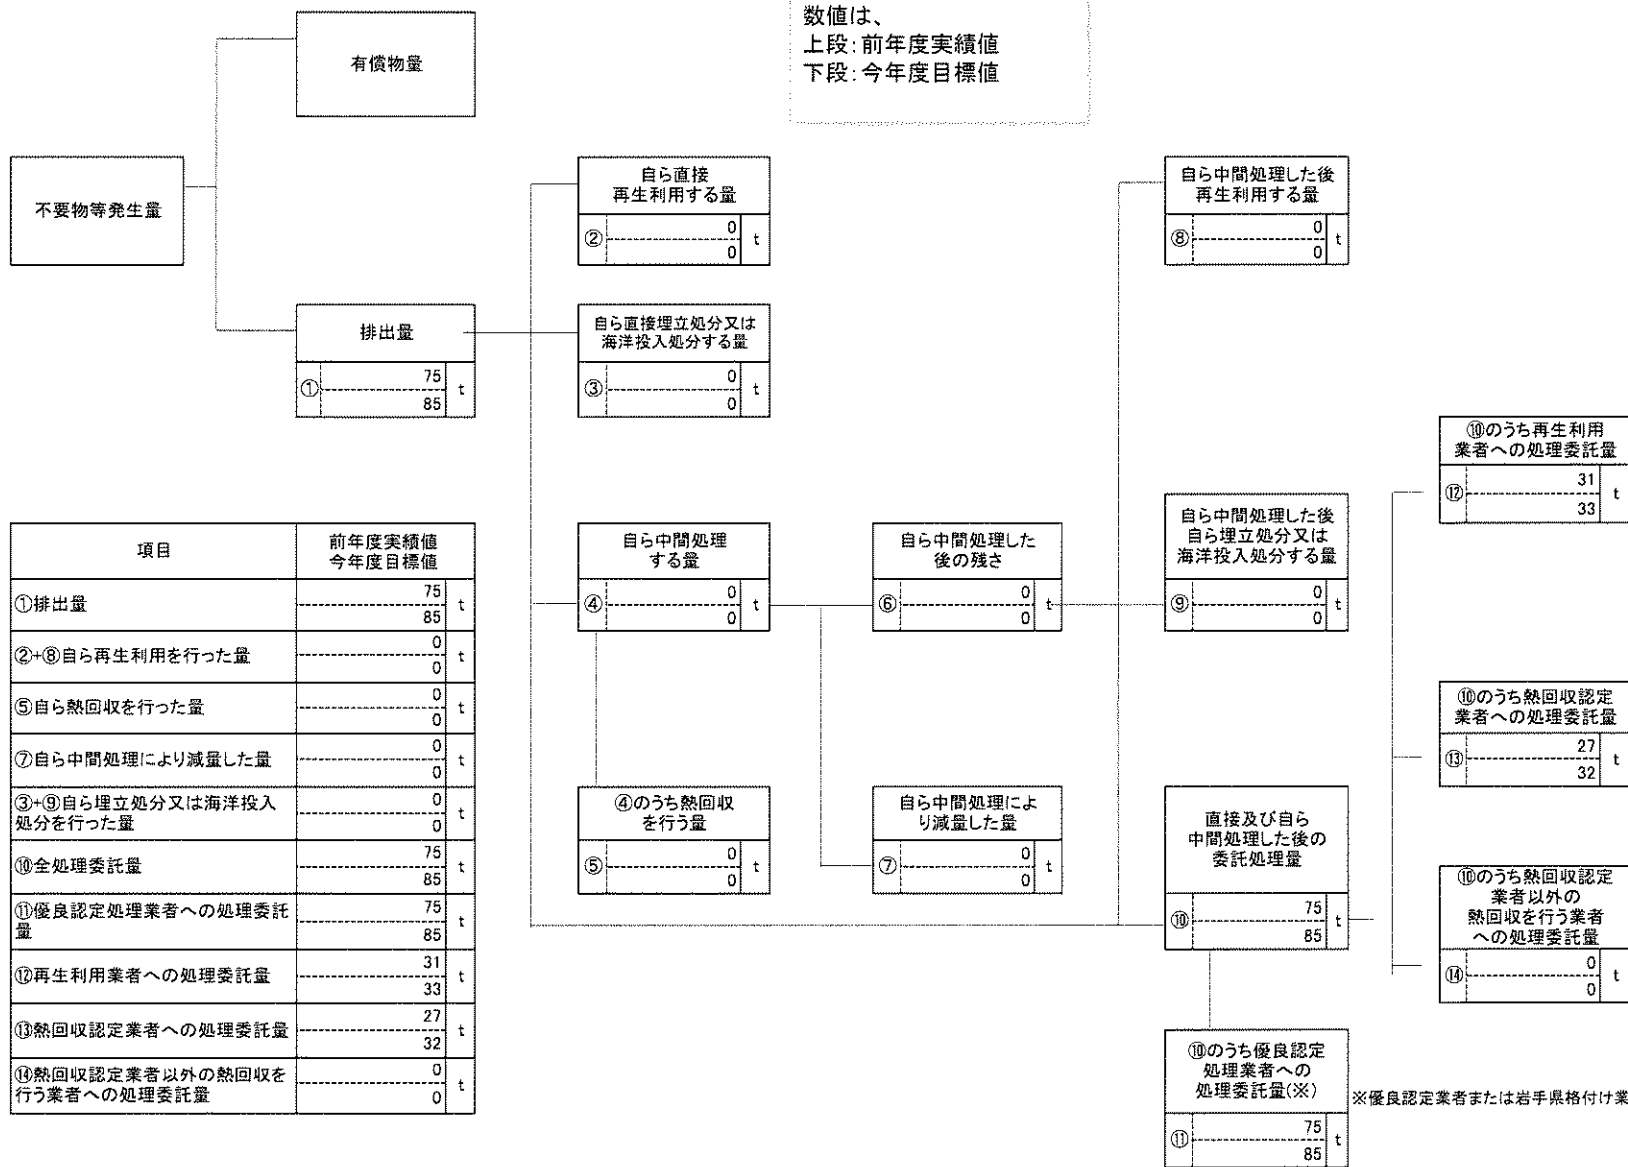 数値は、
上段:前年度実績値
下段:今年度目標値
有償物量
不要物等発生量
排出量
① 75 t
85
自ら直接
再生利用する量
② 0 t
0
自ら直接埋立処分又は
海洋投入処分する量
③ 0 t
0
自ら中間処理した後
再生利用する量
⑧ 0 t
0
自ら中間処理
する量
④ 0 t
0
自ら中間処理した
後の残さ
⑥ 0 t
0
自ら中間処理した後
自ら埋立処分又は
海洋投入処分する量
⑨ 0 t
0
④のうち熱回収
を行う量
⑤ 0 t
0
自ら中間処理によ
り減量した量
⑦ 0 t
0
直接及び自ら
中間処理した後の
委託処理量
⑩ 75 t
85
⑩のうち再生利用
業者への処理委託量
⑫ 31 t
33
⑩のうち熱回収認定
業者への処理委託量
⑬ 27 t
32
⑩のうち熱回収認定
業者以外の
熱回収を行う業者
への処理委託量
⑭ 0 t
0
⑩のうち優良認定
処理業者への
処理委託量(※)
⑪ 75 t
85
※優良認定業者または岩手県格付け業
項目 前年度実績値
今年度目標値
①排出量 75 t
85
②+⑧自ら再生利用を行った量 0 t
0
⑤自ら熱回収を行った量 0 t
0
⑦自ら中間処理により減量した量 0 t
0
③+⑨自ら埋立処分又は海洋投入 0 t
処分を行った量 0
⑩全処理委託量 75 t
85
⑪優良認定処理業者への処理委託 75 t
量 85
⑫再生利用業者への処理委託量 31 t
33
⑬熱回収認定業者への処理委託量 27 t
32
⑭熱回収認定業者以外の熱回収を 0 t
行う業者への処理委託量 0